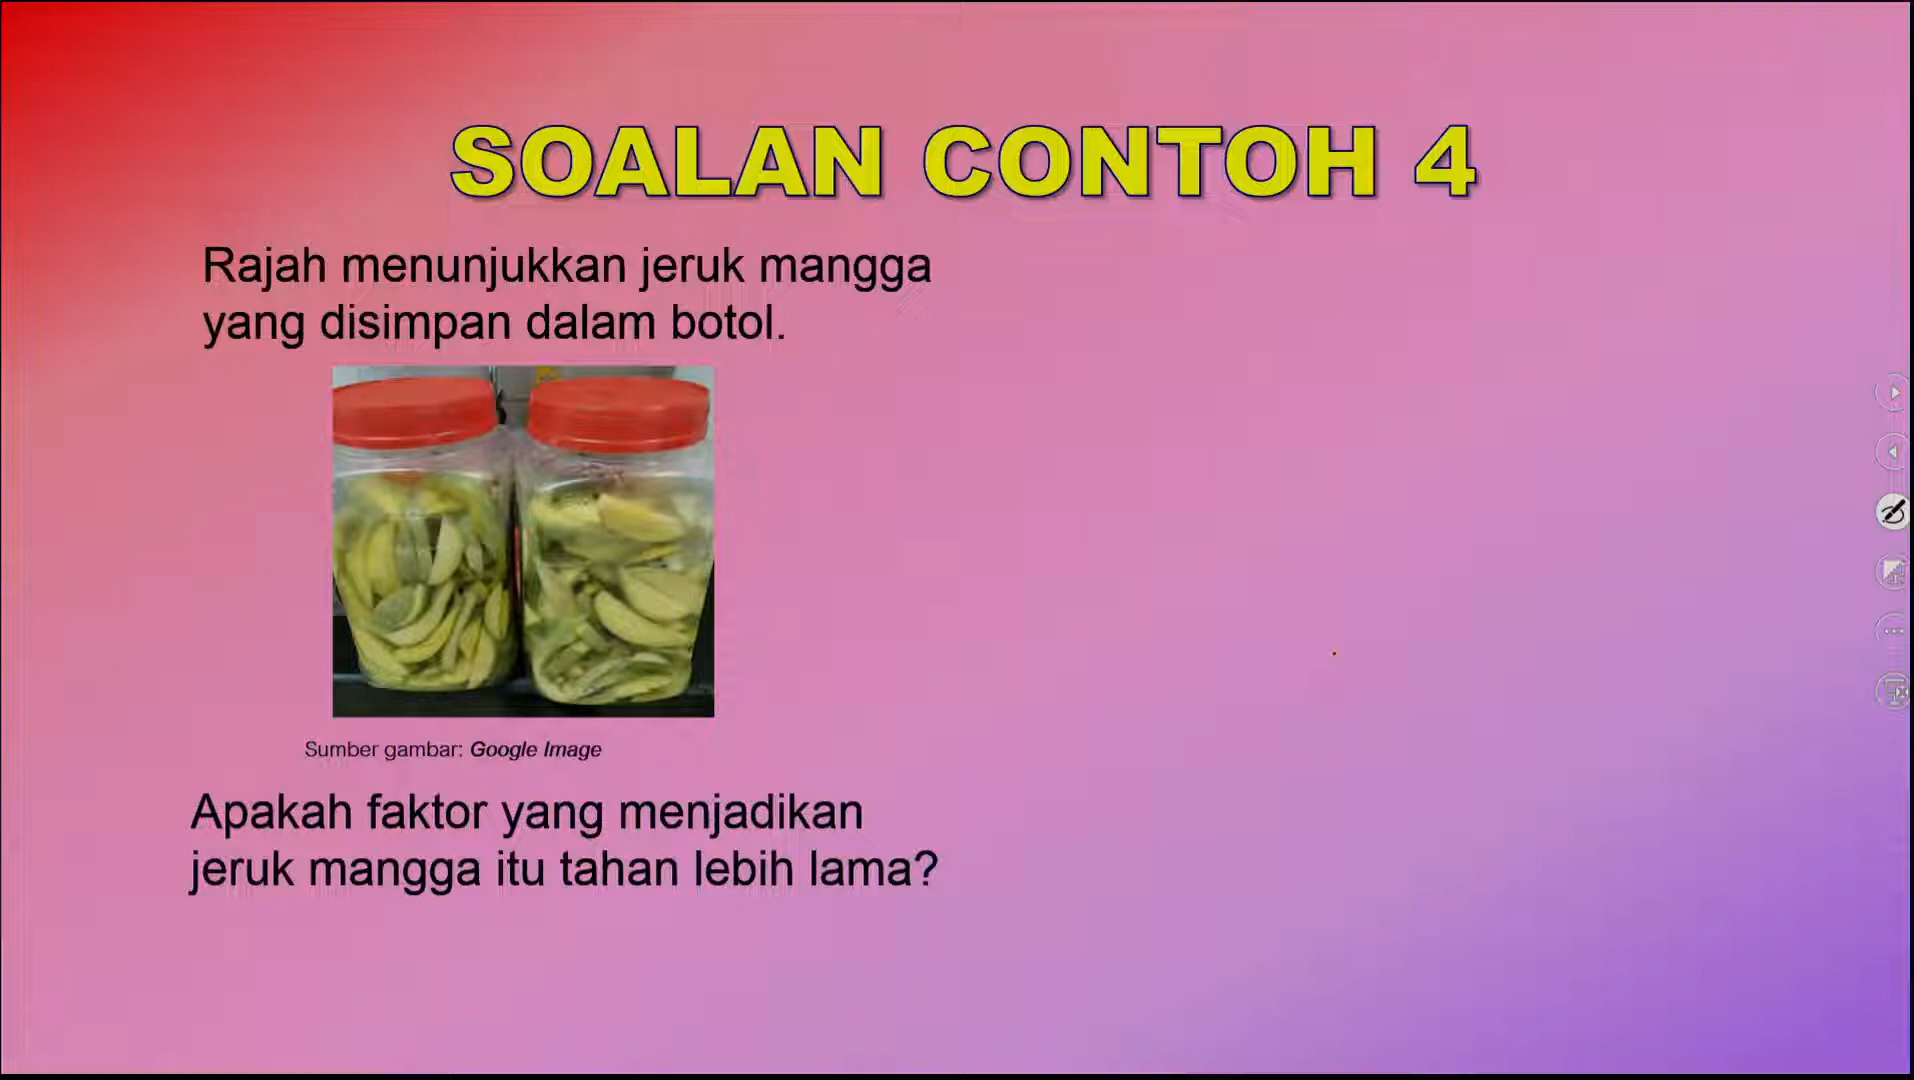 SOALAN CONTOH 4
Rajah menunjukkan jeruk mangga
yang disimpan dalam botol.
Sumber gambar: Google Image
Apakah faktor yang menjadikan
jeruk mangga itu tahan lebih lama?